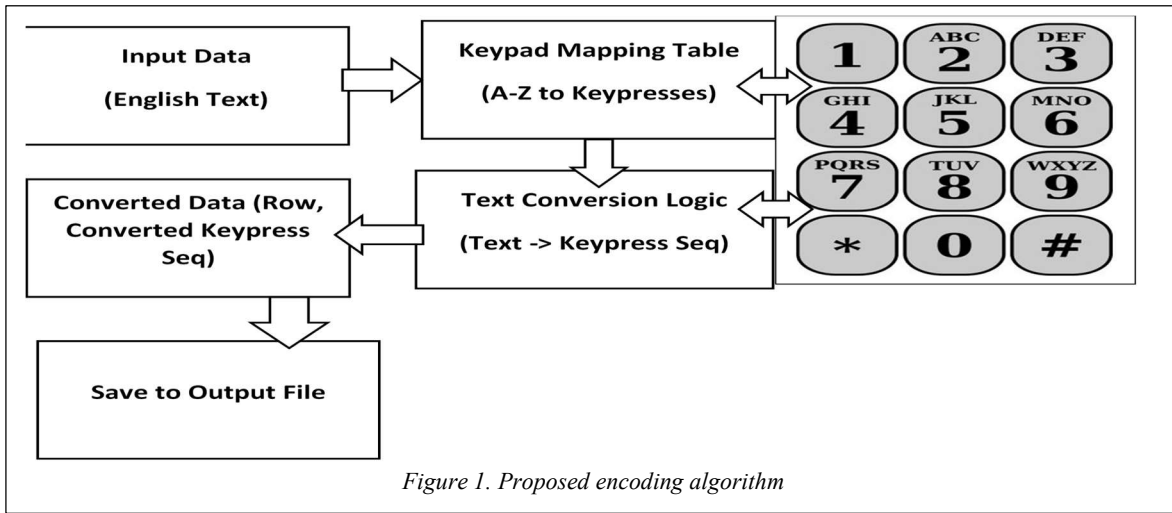 Input Data
(English Text)
Keypad Mapping Table
(A-Z to Keypresses)
1
ABC
2
DEF
3
GHI
4
JKL
5
MNO
6
PQRS
7
TUV
8
WXYZ
9
*
0
#
Converted Data (Row,
Converted Keypress
Seq)
Text Conversion Logic
(Text -> Keypress Seq)
Save to Output File
Figure 1. Proposed encoding algorithm